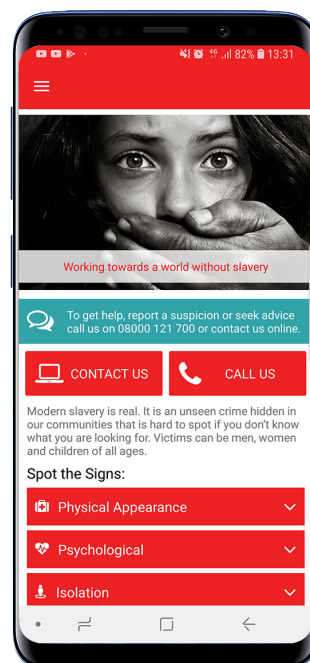 4G 82% 13:31
Working towards a world without slavery
To get help, report a suspicion or seek advice
call us on 08000 121 700 or contact us online.
CONTACT US CALL US
Modern slavery is real. It is an unseen crime hidden in
our communities that is hard to spot if you don't know
what you are looking for. Victims can be men, women
and children of all ages.
Spot the Signs:
Physical Appearance
Psychological
Isolation